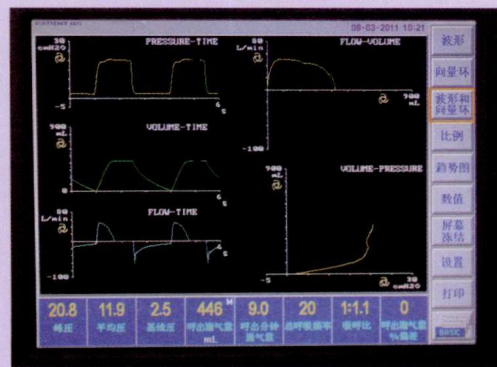 08-03-2011 10:21
PRESSURE-TIME
30
cmH2O
-5
6
s
FLOW-VOLUME
80
L/min
900
mL
-100
VOLUME-TIME
900
mL
0
6
s
VOLUME-PRESSURE
900
mL
-5
30
cmH2O
FLOW-TIME
80
L/min
6
s
-100
波形
向量环
波形和
向量环
比例
趋势图
数值
屏幕
冻结
设置
打印
BASIC
20.8 11.9 2.5 446 M 9.0 20 1:1.1 0
峰压 平均压 基线压 呼出潮气量 呼出分钟 总呼吸频率 吸呼比 呼出潮气量
mL 通气量 %偏差